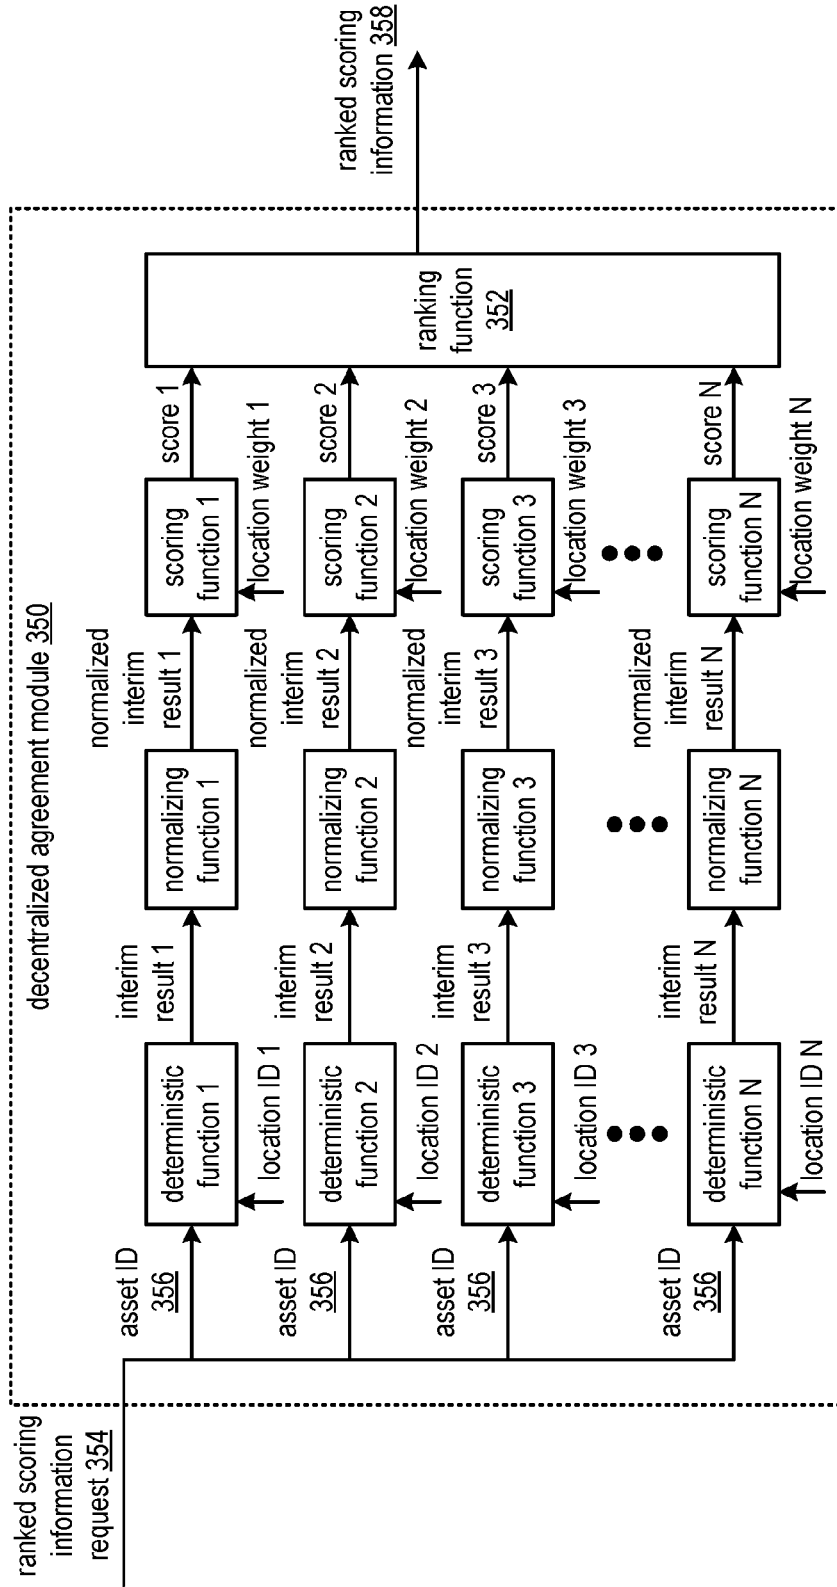 ranked scoring
information
request 354
decentralized agreement module 350
asset ID
356
deterministic
function 1
location ID 1
interim
result 1
normalizing
function 1
normalized
interim
result 1
scoring
function 1
location weight 1
score 1
asset ID
356
deterministic
function 2
location ID 2
interim
result 2
normalizing
function 2
normalized
interim
result 2
scoring
function 2
location weight 2
score 2
asset ID
356
deterministic
function 3
location ID 3
interim
result 3
normalizing
function 3
normalized
interim
result 3
scoring
function 3
location weight 3
score 3
asset ID
356
deterministic
function N
location ID N
interim
result N
normalizing
function N
normalized
interim
result N
scoring
function N
location weight N
score N
ranking
function
352
ranked scoring
information 358